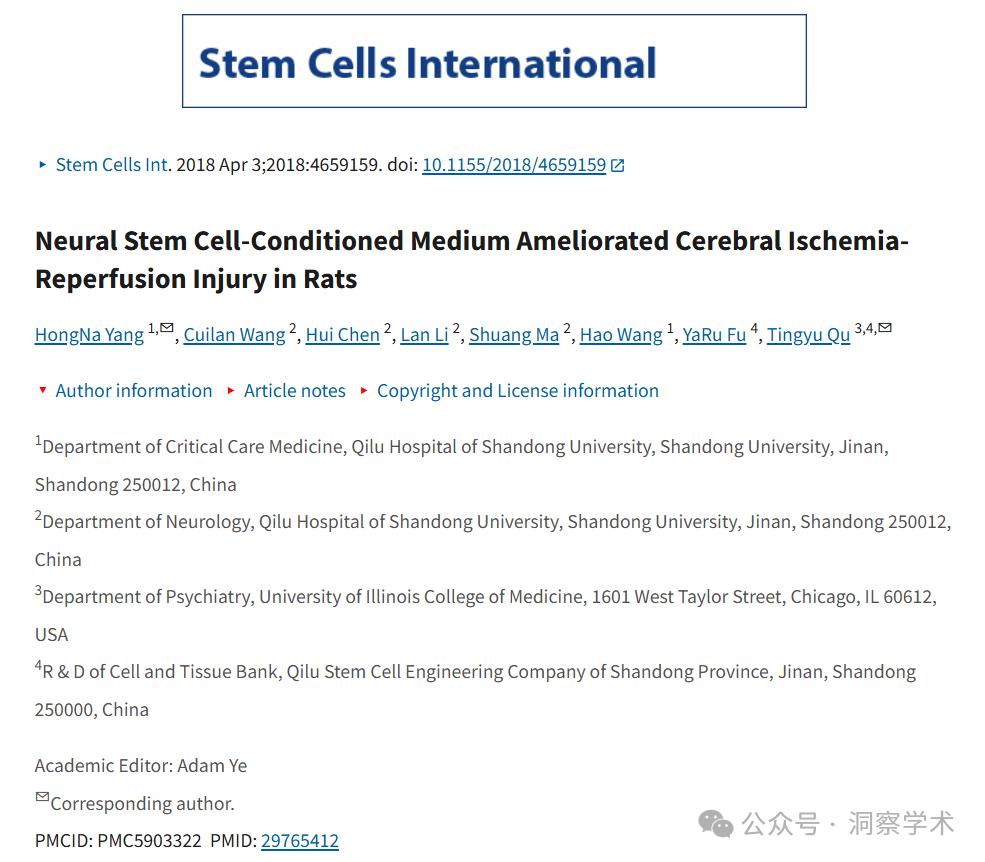 Stem Cells International
▸ Stem Cells Int. 2018 Apr 3;2018:4659159. doi: 10.1155/2018/4659159
Neural Stem Cell-Conditioned Medium Ameliorated Cerebral Ischemia-
Reperfusion Injury in Rats
HongNa Yang 1,✉, Cuilan Wang 2, Hui Chen 2, Lan Li 2, Shuang Ma 2, Hao Wang 1, YaRu Fu 4, Tingyu Qu 3,4,✉
▾ Author information ▸ Article notes ▸ Copyright and License information
1Department of Critical Care Medicine, Qilu Hospital of Shandong University, Shandong University, Jinan,
Shandong 250012, China
2Department of Neurology, Qilu Hospital of Shandong University, Shandong University, Jinan, Shandong 250012,
China
3Department of Psychiatry, University of Illinois College of Medicine, 1601 West Taylor Street, Chicago, IL 60612,
USA
4R & D of Cell and Tissue Bank, Qilu Stem Cell Engineering Company of Shandong Province, Jinan, Shandong
250000, China
Academic Editor: Adam Ye
✉Corresponding author.
PMCID: PMC5903322 PMID: 29765412
公众号 · 洞察学术